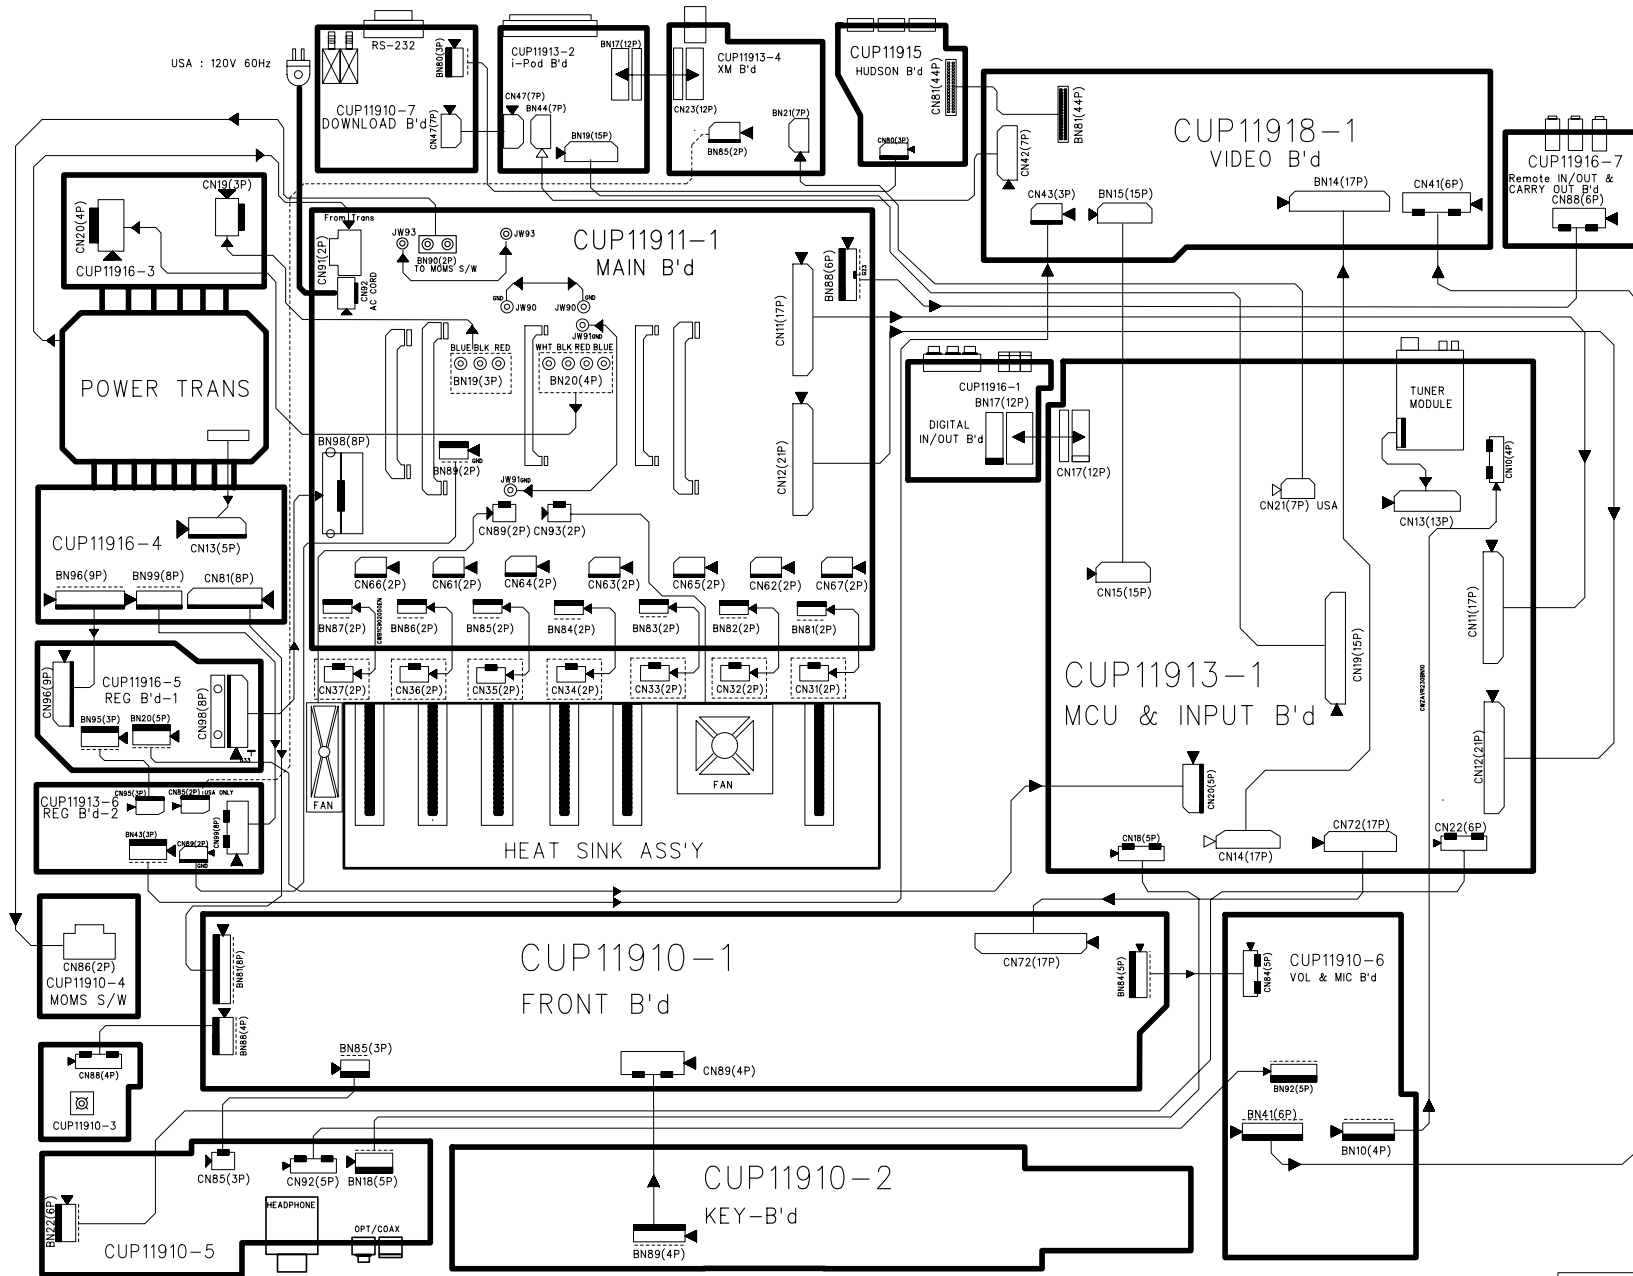 USA : 120V 60Hz
RS-232
BN80(3P)
CUP11910-7
DOWNLOAD B'd
CN47(7P)
CUP11913-2
i-Pod B'd
BN17(12P)
CN47(7P)
BN44(7P)
BN19(15P)
CUP11913-4
XM B'd
CN23(12P)
BN21(7P)
BN85(2P)
CUP11915
HUDSON B'd
CN81(44P)
CN80(3P)
CUP11918-1
VIDEO B'd
BN81(44P)
CN42(7P)
CN43(3P)
BN15(15P)
BN14(17P)
CN41(6P)
CUP11916-7
Remote IN/OUT &
CARRY OUT B'd
CN88(6P)
CN19(3P)
CN20(4P)
CUP11916-3
POWER TRANS
CUP11911-1
MAIN B'd
From Trans
CN91(2P)
CN92
AC CORD
JW93
JW93
BN90(2P)
TO MOMS S/W
GND
JW90
JW90
GND
JW91 GND
BLUE BLK RED
BN19(3P)
WHT BLK RED BLUE
BN20(4P)
BN88(6P)
G23
CN11(17P)
CN12(21P)
BN98(8P)
BN89(2P)
GND
JW91 GND
CN89(2P)
CN93(2P)
CN66(2P)
CN61(2P)
CN64(2P)
CN63(2P)
CN65(2P)
CN62(2P)
CN67(2P)
BN87(2P)
BN86(2P)
BN85(2P)
BN84(2P)
BN83(2P)
BN82(2P)
BN81(2P)
CN37(2P)
CN36(2P)
CN35(2P)
CN34(2P)
CN33(2P)
CN32(2P)
CN31(2P)
FAN
FAN
HEAT SINK ASS'Y
CUP11916-1
BN17(12P)
DIGITAL
IN/OUT B'd
CUP11913-1
MCU & INPUT B'd
CN17(12P)
TUNER
MODULE
CN10(4P)
CN13(13P)
CN21(7P) USA
CN15(15P)
CN19(15P)
CN11(17P)
CN12(21P)
CN20(5P)
CN18(5P)
CN14(17P)
CN72(17P)
CN22(6P)
CUP11916-4
CN13(5P)
BN96(9P)
BN99(8P)
CN81(8P)
CUP11916-5
REG B'd-1
CN96(9P)
BN95(3P)
BN20(5P)
CN98(8P)
CUP11913-6
REG B'd-2
CN95(3P)
CN85(2P):USA ONLY
BN43(3P)
CN89(2P)
GND
CN99(8P)
CN86(2P)
CUP11910-4
MOMS S/W
CN88(4P)
CUP11910-3
CUP11910-1
FRONT B'd
BN81(8P)
BN88(4P)
BN85(3P)
CN89(4P)
CN72(17P)
BN84(5P)
CUP11910-6
VOL & MIC B'd
CN84(5P)
BN92(5P)
BN41(6P)
BN10(4P)
CN85(3P)
CN92(5P)
BN18(5P)
BN22(6P)
HEADPHONE
OPT/COAX
CUP11910-5
CUP11910-2
KEY-B'd
BN89(4P)